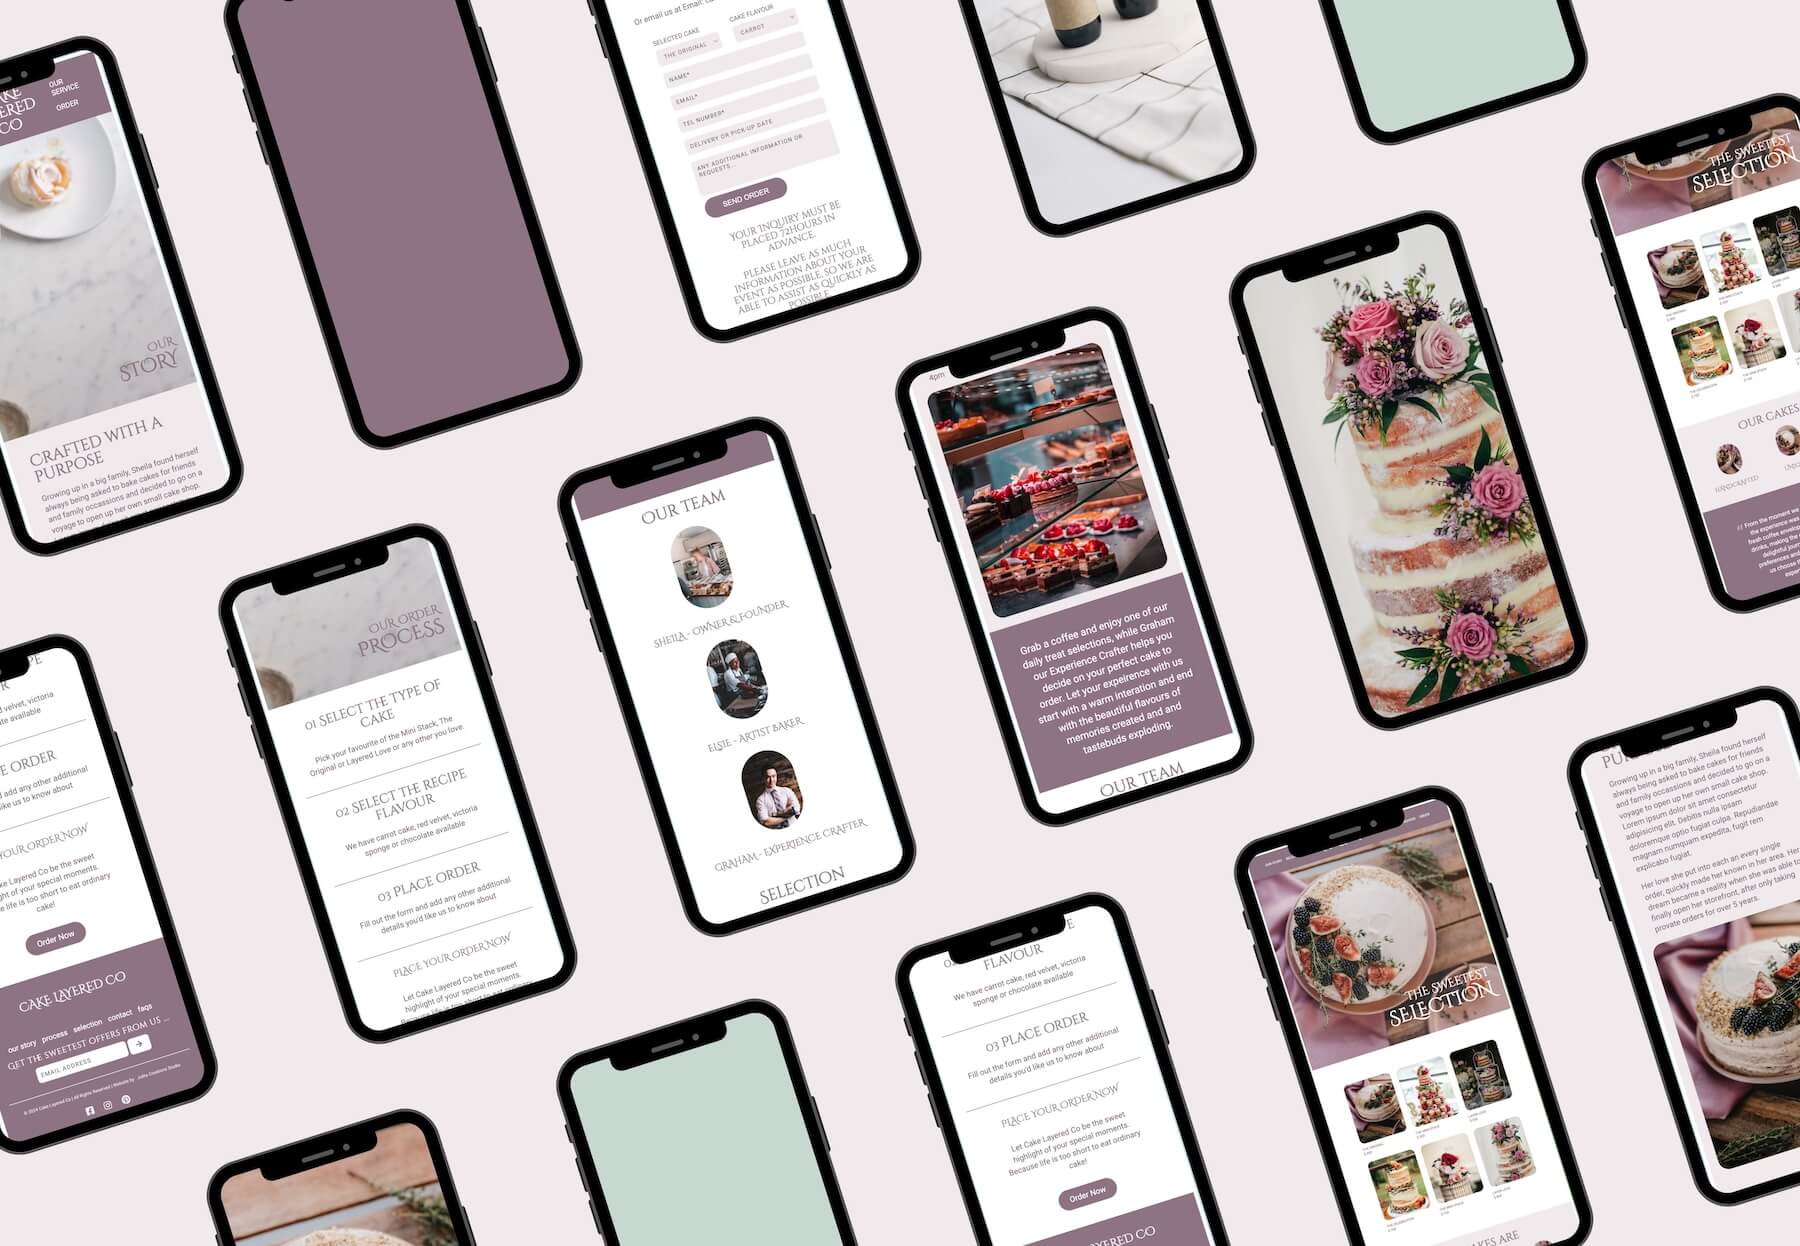 CAKE
LAYERED
CO
OUR
SERVICE
ORDER
OUR
STORY
CRAFTED WITH A
PURPOSE
Growing up in a big family, Sheila found herself
always being asked to bake cakes for friends
and family occassions and decided to go on a
voyage to open up her own small cake shop.
Or email us at Email:
SELECTED CAKE
CAKE FLAVOUR
THE ORIGINAL
CARROT
NAME*
EMAIL*
TEL NUMBER*
DELIVERY OR PICK-UP DATE
ANY ADDITIONAL INFORMATION OR
REQUESTS...
SEND ORDER
YOUR INQUIRY MUST BE
PLACED 72HOURS IN
ADVANCE.
PLEASE LEAVE AS MUCH
INFORMATION ABOUT YOUR
EVENT AS POSSIBLE, SO WE ARE
ABLE TO ASSIST AS QUICKLY AS
POSSIBLE
THE SWEETEST
SELECTION
OUR CAKES
HANDCRAFTED
From the moment we
the experience was
fresh coffee envelop
drinks, making the
delightful jour
preferences and
us choose th
exper
4pm
Grab a coffee and enjoy one of our
daily treat selections, while Graham
our Experience Crafter helps you
decide on your perfect cake to
order. Let your expeirence with us
start with a warm interation and end
with the beautiful flavours of
memories created and and
tastebuds exploding.
OUR TEAM
OUR TEAM
SHEILA - OWNER & FOUNDER
ELSIE - ARTIST BAKER
GRAHAM - EXPERIENCE CRAFTER
SELECTION
OUR ORDER
PROCESS
01 SELECT THE TYPE OF
CAKE
Pick your favourite of the Mini Stack, The
Original or Layered Love or any other you love.
02 SELECT THE RECIPE
FLAVOUR
We have carrot cake, red velvet, victoria
sponge or chocolate available
03 PLACE ORDER
Fill out the form and add any other additional
details you'd like us to know about
PLACE YOUR ORDER NOW
Let Cake Layered Co be the sweet
highlight of your special moments.
Because life is too short to eat ordinary
d velvet, victoria
available
E ORDER
add any other additional
ke us to know about
YOUR ORDER NOW
ake Layered Co be the sweet
ght of your special moments.
e life is too short to eat ordinary
cake!
Order Now
CAKE LAYERED CO
our story process selection contact faqs
GET THE SWEETEST OFFERS FROM US ...
EMAIL ADDRESS
© 2024 Cake Layered Co | All Rights Reserved | Website by
FLAVOUR
We have carrot cake, red velvet, victoria
sponge or chocolate available
03 PLACE ORDER
Fill out the form and add any other additional
details you'd like us to know about
PLACE YOUR ORDER NOW
Let Cake Layered Co be the sweet
highlight of your special moments.
Because life is too short to eat ordinary
cake!
Order Now
YERED CO
THE SWEETEST
SELECTION
AKES ARE
Growing up in a big family, Sheila found herself
always being asked to bake cakes for friends
and family occassions and decided to go on a
voyage to open up her own small cake shop.
Lorem ipsum dolor sit amet consectetur
adipisicing elit. Debitis nulla ipsam
doloremque optio fugiat culpa. Repudiandae
magnam numquam expedita, fugit rem
explicabo fugiat.
Her love she put into each an every single
order, quickly made her known in her area. Her
dream became a reality when she was able to
finally open her storefront, after only taking
private orders for over 5 years.